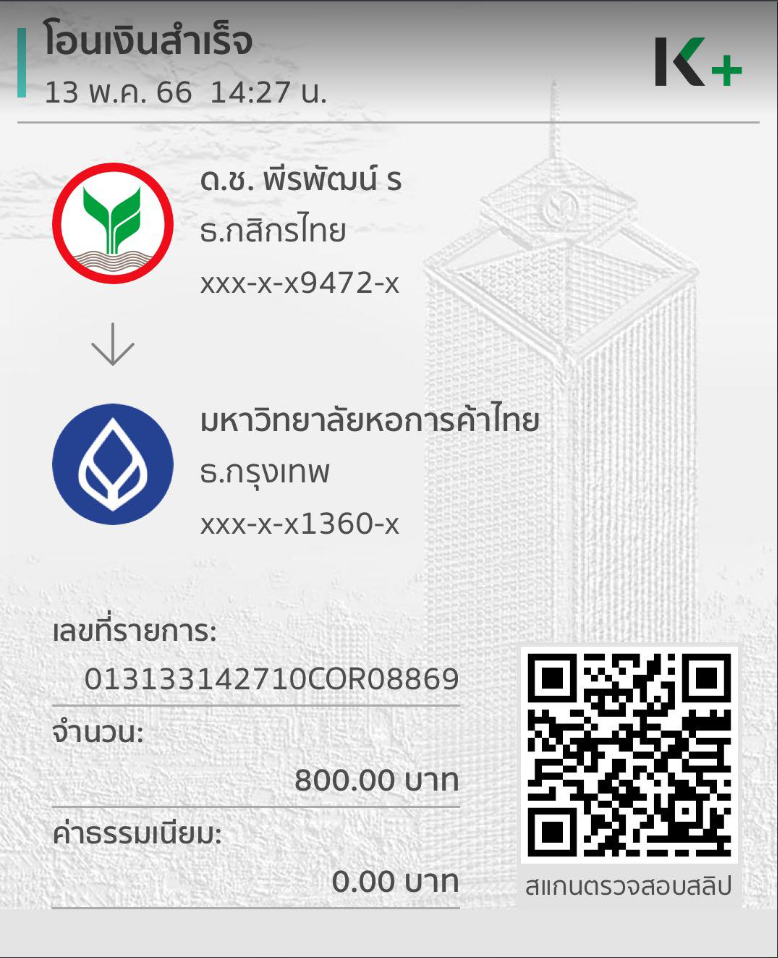 โอนเงินสำเร็จ
13 พ.ค. 66  14:27 น.
K+
ด.ช. พีรพัฒน์ ร
ธ.กสิกรไทย
xxx-x-x9472-x
มหาวิทยาลัยหอการค้าไทย
ธ.กรุงเทพ
xxx-x-x1360-x
เลขที่รายการ:
013133142710COR08869
จำนวน:
800.00 บาท
ค่าธรรมเนียม:
0.00 บาท
สแกนตรวจสอบสลิป